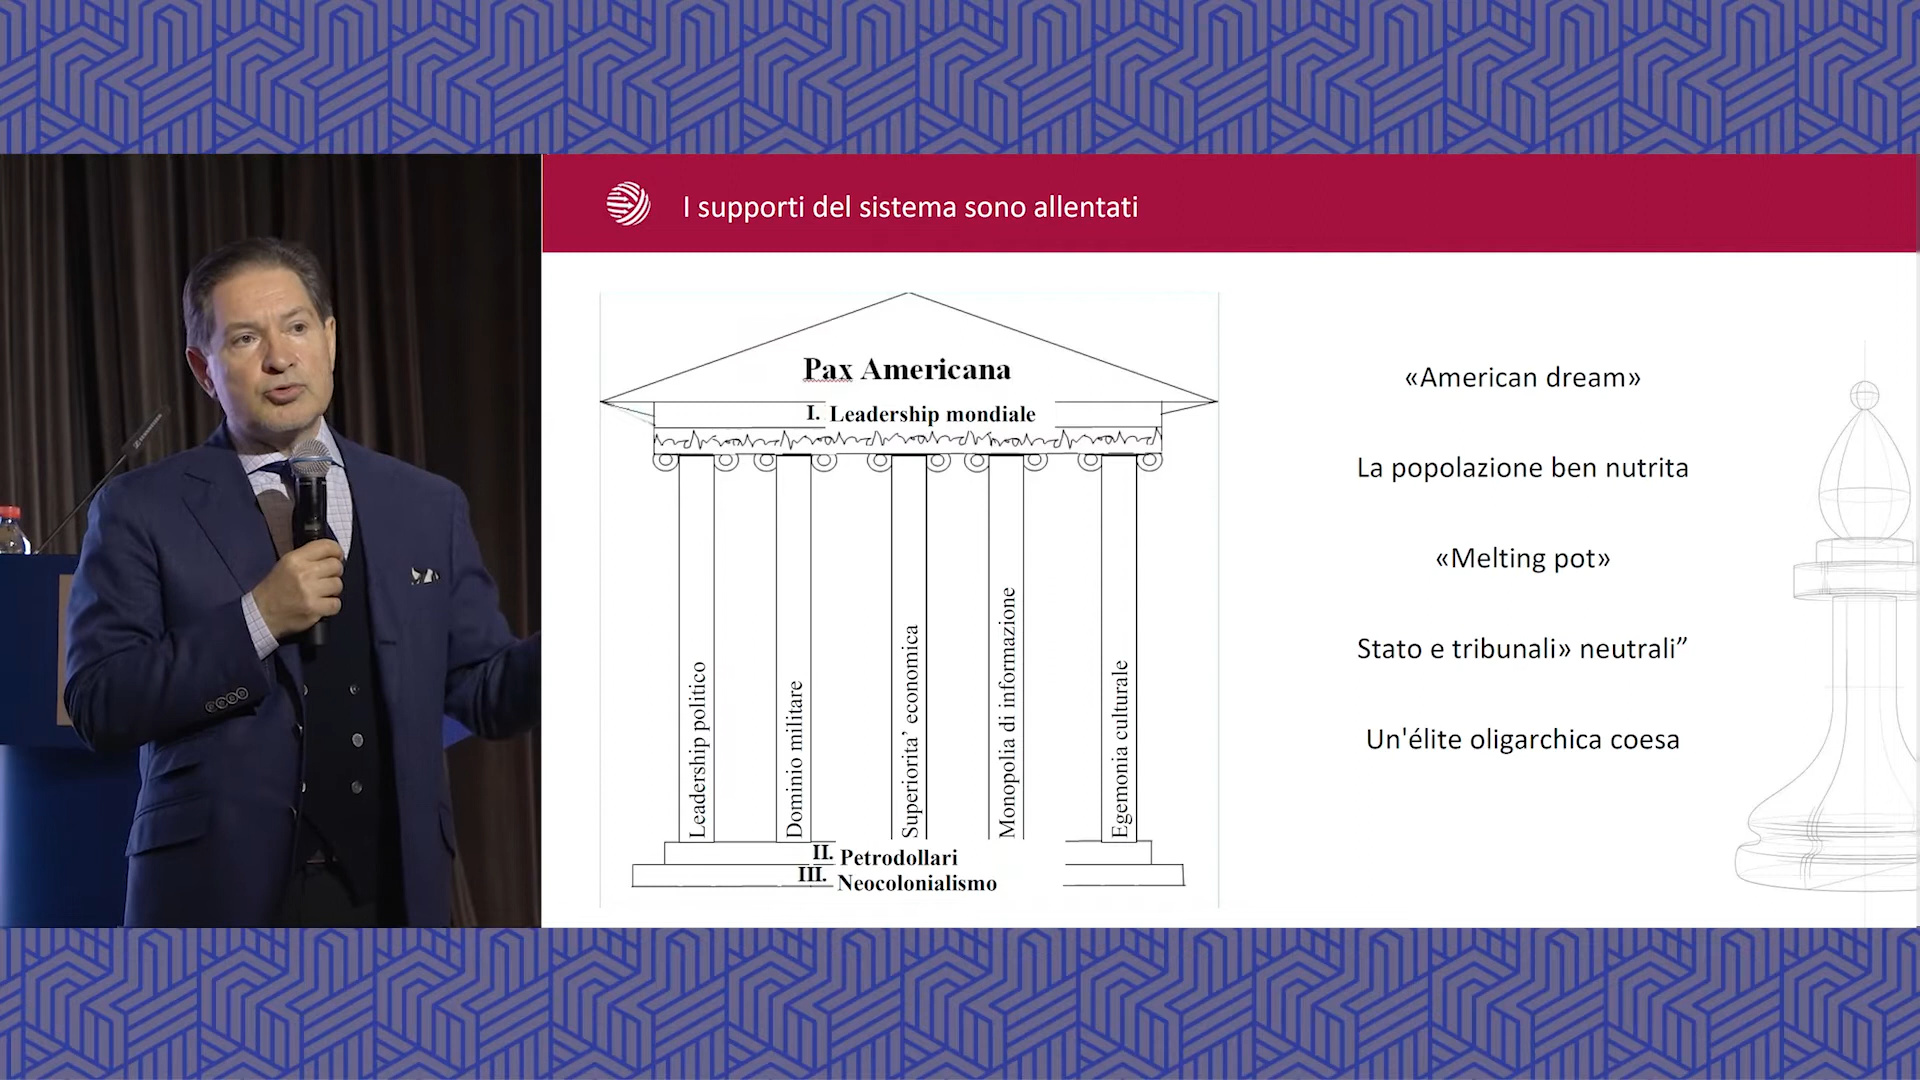 I supporti del sistema sono allentati
Pax Americana
I. Leadership mondiale
Leadership politico
Dominio militare
Superiorita’ economica
Monopolia di informazione
Egemonia culturale
II. Petrodollari
III. Neocolonialismo
«American dream»
La popolazione ben nutrita
«Melting pot»
Stato e tribunali» neutrali”
Un'élite oligarchica coesa